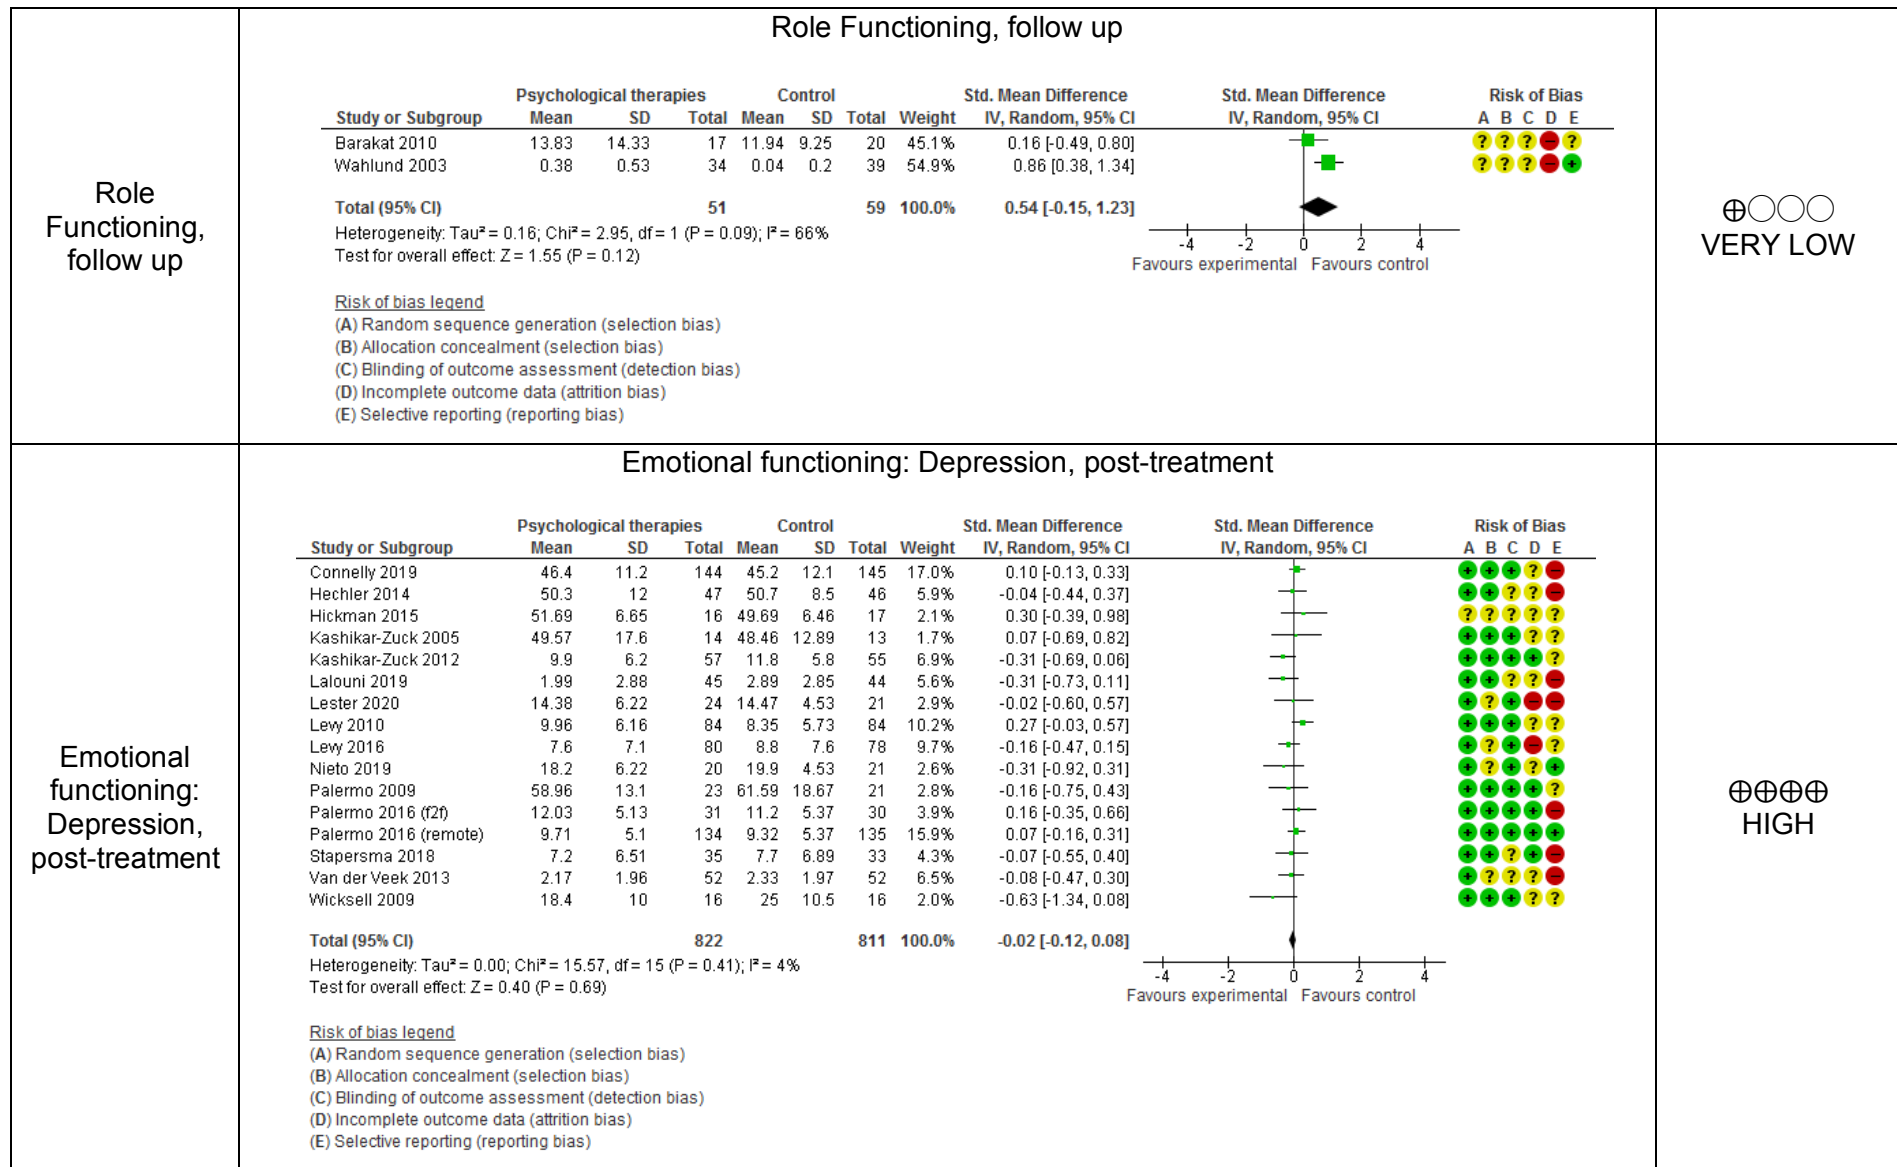 Role Functioning, follow up
Role
Functioning,
follow up
Psychological therapies Control Std. Mean Difference Std. Mean Difference Risk of Bias
Study or Subgroup Mean SD Total Mean SD Total Weight IV, Random, 95% CI IV, Random, 95% CI A B C D E
Barakat 2010 13.83 14.33 17 11.94 9.25 20 45.1% 0.16 [-0.49, 0.80] ? ? ? - ?
Wahlund 2003 0.38 0.53 34 0.04 0.2 39 54.9% 0.86 [0.38, 1.34] ? ? ? - +
Total (95% CI) 51 59 100.0% 0.54 [-0.15, 1.23]
Heterogeneity: Tau² = 0.16; Chi² = 2.95, df = 1 (P = 0.09); I² = 66%
Test for overall effect: Z = 1.55 (P = 0.12)
-4 -2 0 2 4
Favours experimental Favours control
Risk of bias legend
(A) Random sequence generation (selection bias)
(B) Allocation concealment (selection bias)
(C) Blinding of outcome assessment (detection bias)
(D) Incomplete outcome data (attrition bias)
(E) Selective reporting (reporting bias)
⊕◯◯◯
VERY LOW
Emotional functioning: Depression, post-treatment
Emotional
functioning:
Depression,
post-treatment
Psychological therapies Control Std. Mean Difference Std. Mean Difference Risk of Bias
Study or Subgroup Mean SD Total Mean SD Total Weight IV, Random, 95% CI IV, Random, 95% CI A B C D E
Connelly 2019 46.4 11.2 144 45.2 12.1 145 17.0% 0.10 [-0.13, 0.33] + + + ? -
Hechler 2014 50.3 12 47 50.7 8.5 46 5.9% -0.04 [-0.44, 0.37] + + ? ? -
Hickman 2015 51.69 6.65 16 49.69 6.46 17 2.1% 0.30 [-0.39, 0.98] ? ? ? ? ?
Kashikar-Zuck 2005 49.57 17.6 14 48.46 12.89 13 1.7% 0.07 [-0.69, 0.82] + + + ? ?
Kashikar-Zuck 2012 9.9 6.2 57 11.8 5.8 55 6.9% -0.31 [-0.69, 0.06] + + + + ?
Lalouni 2019 1.99 2.88 45 2.89 2.85 44 5.6% -0.31 [-0.73, 0.11] + + ? ? -
Lester 2020 14.38 6.22 24 14.47 4.53 21 2.9% -0.02 [-0.60, 0.57] + ? + - -
Levy 2010 9.96 6.16 84 8.35 5.73 84 10.2% 0.27 [-0.03, 0.57] + + + ? ?
Levy 2016 7.6 7.1 80 8.8 7.6 78 9.7% -0.16 [-0.47, 0.15] + ? + - ?
Nieto 2019 18.2 6.22 20 19.9 4.53 21 2.6% -0.31 [-0.92, 0.31] + ? + ? +
Palermo 2009 58.96 13.1 23 61.59 18.67 21 3.0% -0.16 [-0.75, 0.43] + + + + ?
Palermo 2016 (f2f) 12.03 5.13 31 11.2 5.37 30 3.9% 0.16 [-0.35, 0.66] + + + + -
Palermo 2016 (remote) 9.71 5.1 134 9.32 5.37 135 15.9% 0.07 [-0.16, 0.31] + + + + +
Stapersma 2018 7.2 6.51 35 7.7 6.89 33 4.3% -0.07 [-0.55, 0.40] + + ? + -
Van der Veek 2013 2.17 1.96 52 2.33 1.97 52 6.5% -0.08 [-0.47, 0.30] + ? ? ? -
Wicksell 2009 18.4 10 16 25 10.5 16 2.0% -0.63 [-1.34, 0.08] + + + ? ?
Total (95% CI) 822 811 100.0% -0.02 [-0.12, 0.08]
Heterogeneity: Tau² = 0.00; Chi² = 15.57, df = 15 (P = 0.41); I² = 4%
Test for overall effect: Z = 0.40 (P = 0.69)
-4 -2 0 2 4
Favours experimental Favours control
Risk of bias legend
(A) Random sequence generation (selection bias)
(B) Allocation concealment (selection bias)
(C) Blinding of outcome assessment (detection bias)
(D) Incomplete outcome data (attrition bias)
(E) Selective reporting (reporting bias)
⊕⊕⊕⊕
HIGH